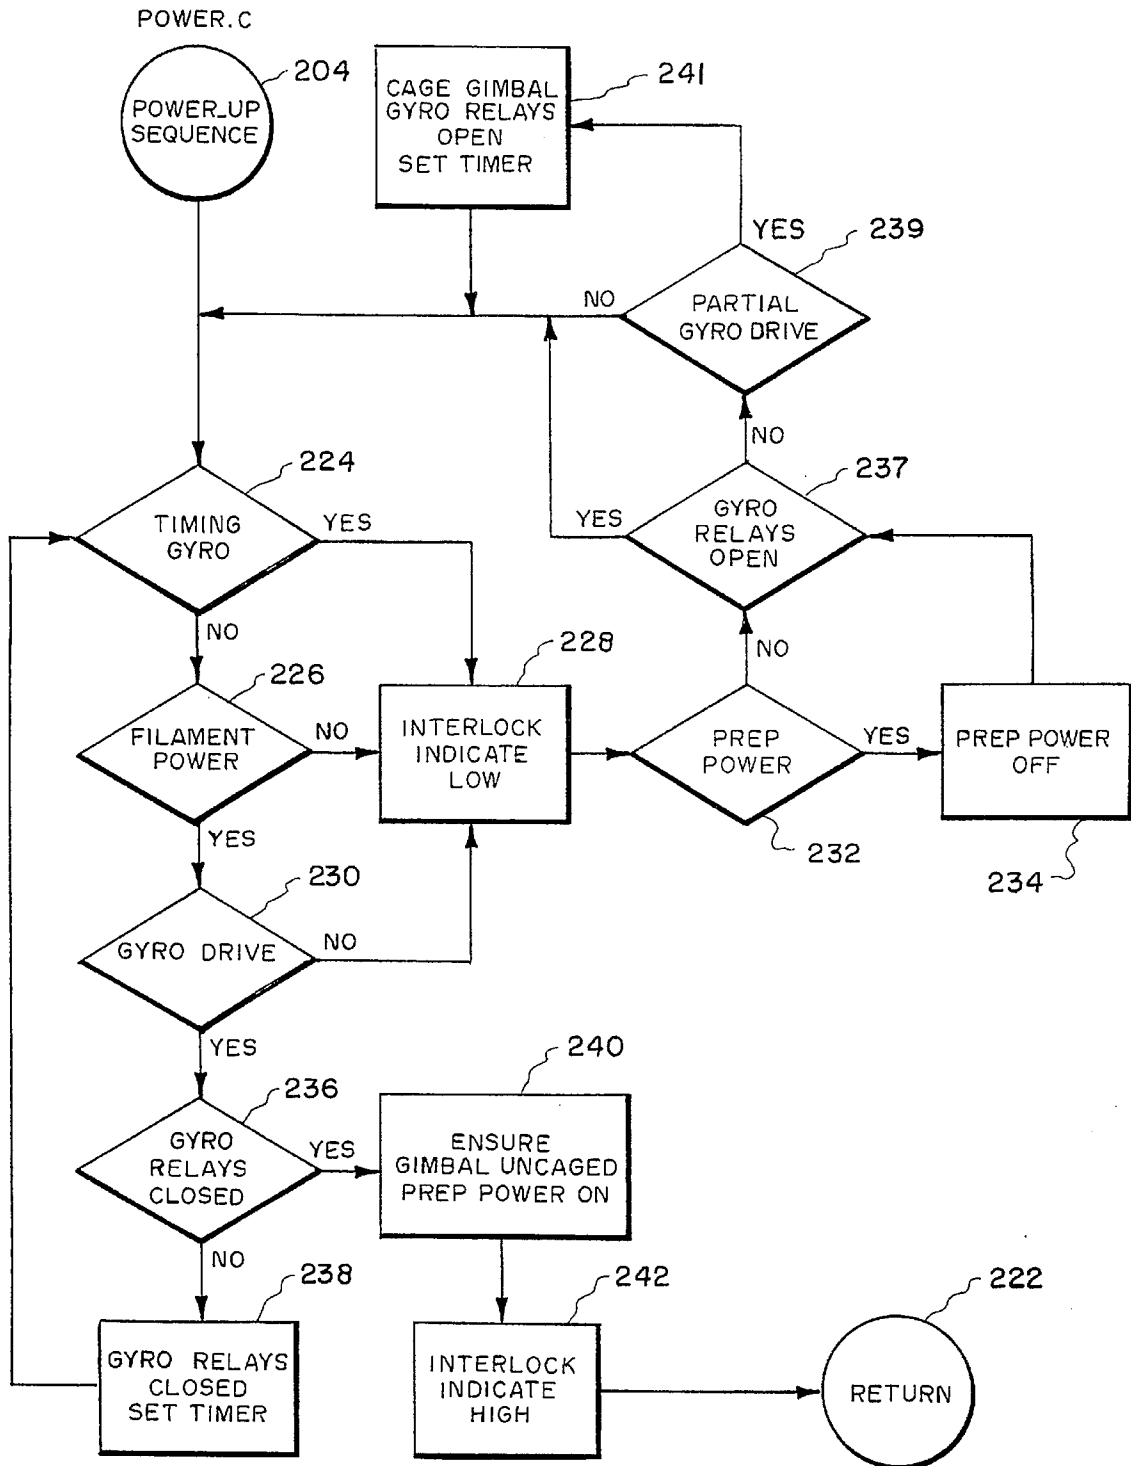 POWER.C
204
POWER_UP
SEQUENCE
CAGE GIMBAL
GYRO RELAYS
OPEN
SET TIMER
241
YES
239
NO
PARTIAL
GYRO DRIVE
NO
224
TIMING
GYRO
YES
NO
237
YES
GYRO
RELAYS
OPEN
NO
226
FILAMENT
POWER
NO
YES
228
INTERLOCK
INDICATE
LOW
PREP
POWER
YES
232
PREP POWER
OFF
234
230
GYRO DRIVE
NO
YES
236
GYRO
RELAYS
CLOSED
YES
NO
240
ENSURE
GIMBAL UNCAGED
PREP POWER ON
238
GYRO RELAYS
CLOSED
SET TIMER
242
INTERLOCK
INDICATE
HIGH
222
RETURN